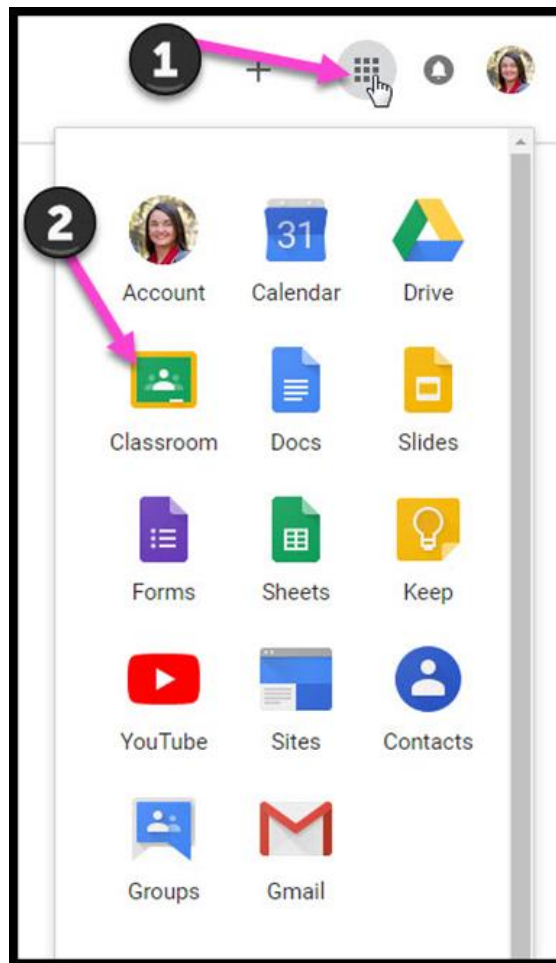 1
2
31
Account Calendar Drive
Classroom Docs Slides
Forms Sheets Keep
YouTube Sites Contacts
Groups Gmail